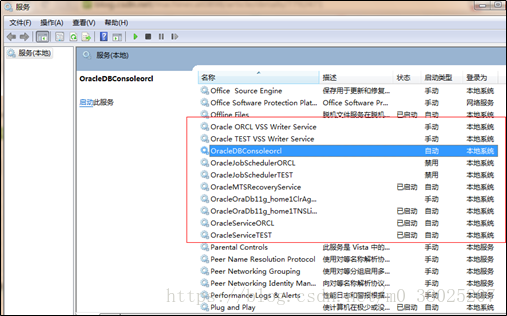 服务
文件(F) 操作(A) 查看(V) 帮助(H)
服务(本地)
服务(本地)
OracleDBConsoleorcl
启动此服务
名称 描述 状态 启动类型 登录为
Office Source Engine 保存用于更新和修复... 手动 本地系统
Office Software Protection Plat... Office Softwar... 手动 网络服务
Offline Files 脱机文件服务在脱机... 已启动 自动 本地系统
Oracle ORCL VSS Writer Service 手动 本地系统
Oracle TEST VSS Writer Service 手动 本地系统
OracleDBConsoleorcl 自动 本地系统
OracleJobSchedulerORCL 禁用 本地系统
OracleJobSchedulerTEST 禁用 本地系统
OracleMTSRecoveryService 已启动 自动 本地系统
OracleOraDb11g_home1ClrAg... 手动 本地系统
OracleOraDb11g_home1TNSLi... 已启动 自动 本地系统
OracleServiceORCL 已启动 自动 本地系统
OracleServiceTEST 已启动 自动 本地系统
Parental Controls 此服务是 Vista 中的... 手动 本地服务
Peer Name Resolution Protocol 使用对等名称解析协... 手动 本地服务
Peer Networking Grouping 使用对等分组启用多... 手动 本地服务
Peer Networking Identity M... 向对等名称解析协议... 手动 本地服务
Performance Logs & Alerts 性能日志和警报根据... 手动 本地服务
Plug and Play 使计算机在极少或没... 已启动 自动 本地系统